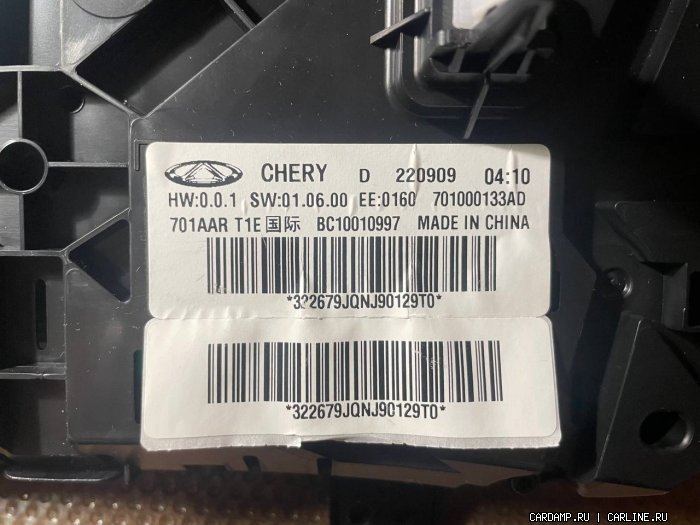 CHERY D 220909 04:10
HW:0.0.1 SW:01.06.00 EE:0160 701000133AD
701AAR T1E 国际 BC10010997 MADE IN CHINA
*322679JQNJ90129T0*
*322679JQNJ90129T0*
CARDAMP.RU | CARLINE.RU